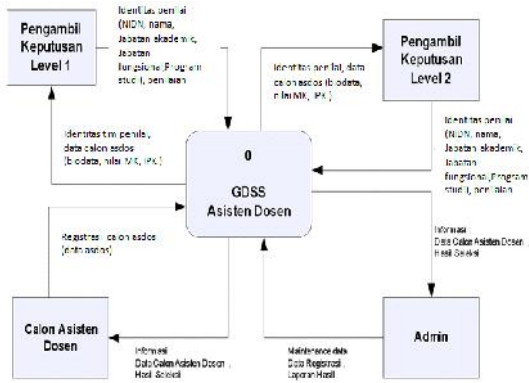 Pengambil
Keputusan
Level 1
Identitas penilai
(NIDN, nama,
Jabatan akademik,
Jabatan
fungsional,Program
studi), penilaian
Identitas penilai, data
calon asdos (biodata,
nilai MK, IPK)
Pengambil
Keputusan
Level 2
Identitas tim penilai,
data calon asdos
(biodata, nilai MK, IPK)
0
GDSS
Asisten Dosen
Identitas penilai
(NIDN, nama,
Jabatan akademik,
Jabatan
fungsional,Program
studi), penilaian
Registrasi calon asdos
(data asdos)
Informasi
Data Calon Asisten Dosen
Hasil Seleksi
Calon Asisten
Dosen
Informasi
Data Calon Asisten Dosen
Hasil Seleksi
Maintenance data
Data Registrasi
Laporan Hasil
Admin